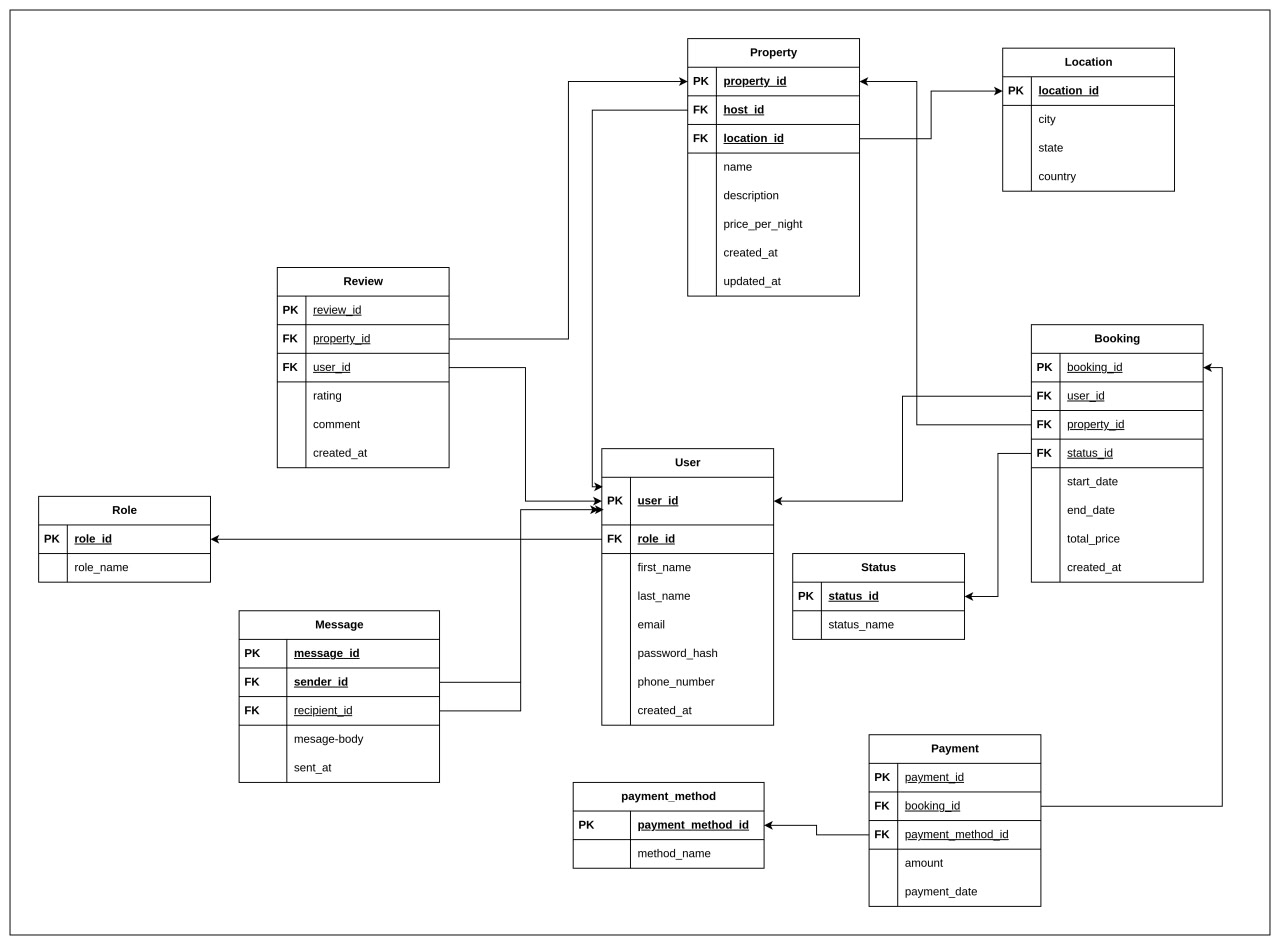 Property
PK property_id
FK host_id
FK location_id
name
description
price_per_night
created_at
updated_at
Location
PK location_id
city
state
country
Review
PK review_id
FK property_id
FK user_id
rating
comment
created_at
Booking
PK booking_id
FK user_id
FK property_id
FK status_id
start_date
end_date
total_price
created_at
User
PK user_id
FK role_id
first_name
last_name
email
password_hash
phone_number
created_at
Role
PK role_id
role_name
Status
PK status_id
status_name
Message
PK message_id
FK sender_id
FK recipient_id
mesage-body
sent_at
Payment
PK payment_id
FK booking_id
FK payment_method_id
amount
payment_date
payment_method
PK payment_method_id
method_name